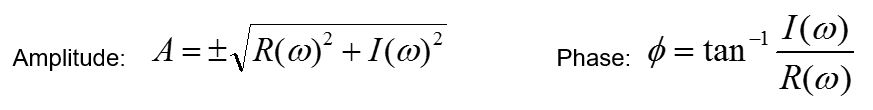 Amplitude: A = ±√R(ω)² + I(ω)² Phase: ϕ = tan⁻¹ I(ω)/R(ω)